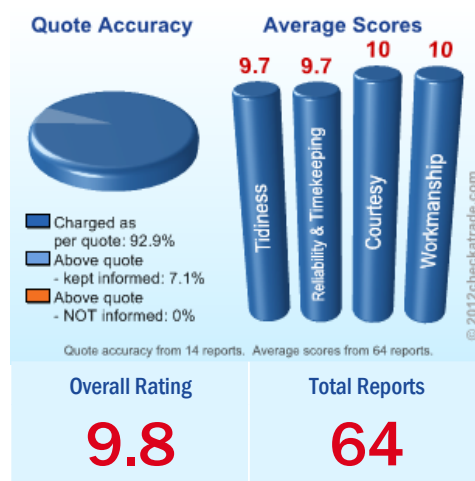 Quote Accuracy
Average Scores
9.7
9.7
10
10
Tidiness
Reliability & Timekeeping
Courtesy
Workmanship
Charged as
per quote: 92.9%
Above quote
- kept informed: 7.1%
Above quote
- NOT informed: 0%
© 2012checkatrade.com
Quote accuracy from 14 reports. Average scores from 64 reports.
Overall Rating
Total Reports
9.8
64